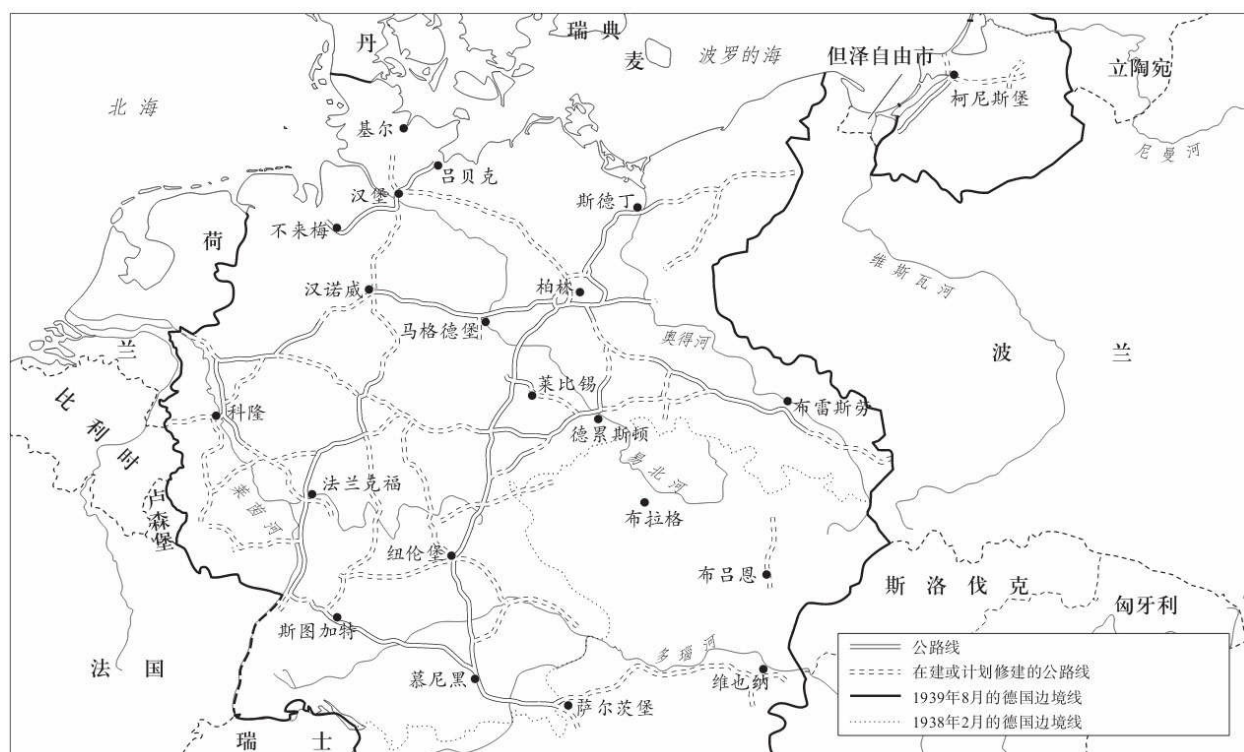 丹麦
瑞典
波罗的海
但泽自由市
立陶宛
北海
柯尼斯堡
基尔
尼曼河
吕贝克
汉堡
斯德丁
不来梅
荷兰
维斯瓦河
汉诺威
柏林
马格德堡
奥得河
波兰
比利时
莱比锡
科隆
布雷斯劳
德累斯顿
易北河
法兰克福
莱茵河
卢森堡
布拉格
纽伦堡
布吕恩
斯洛伐克
匈牙利
斯图加特
法国
多瑙河
慕尼黑
维也纳
萨尔茨堡
瑞士
公路线
在建或计划修建的公路线
1939年8月的德国边境线
1938年2月的德国边境线